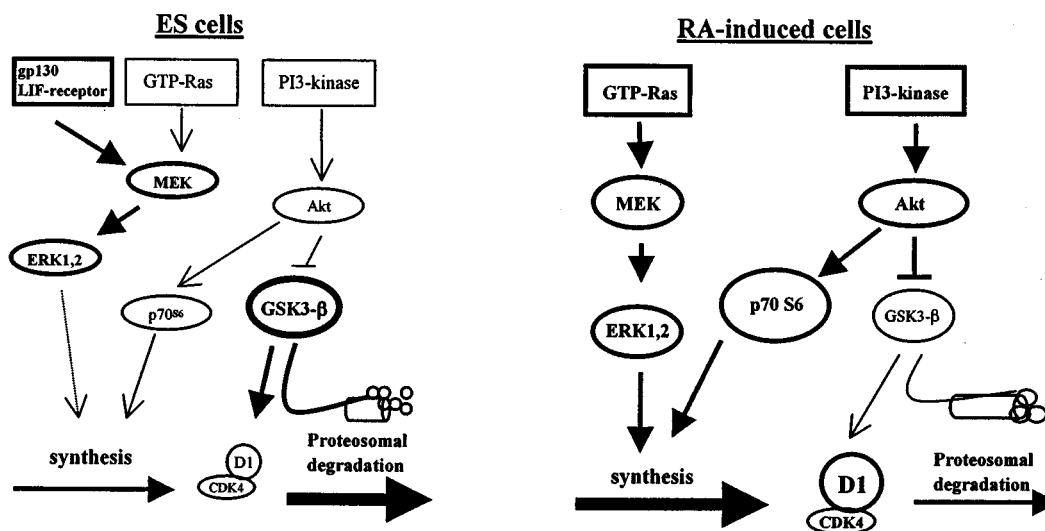 ES cells
gp130
LIF-receptor
GTP-Ras
PI3-kinase
MEK
Akt
ERK1,2
p70S6
GSK3-β
synthesis
D1
CDK4
Proteosomal
degradation
RA-induced cells
GTP-Ras
PI3-kinase
MEK
Akt
ERK1,2
p70 S6
GSK3-β
synthesis
D1
CDK4
Proteosomal
degradation